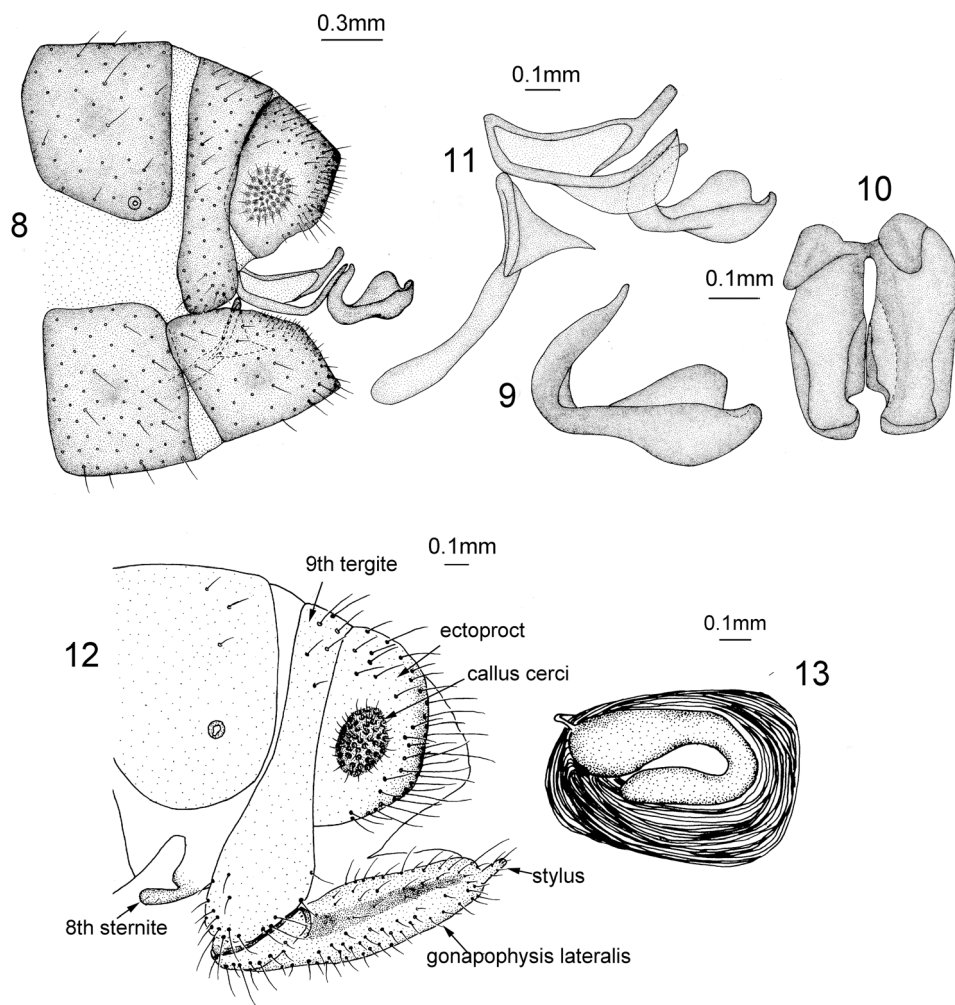 0.3mm
0.1mm
11
10
8
0.1mm
9
0.1mm
9th tergite
0.1mm
ectoproct
12
callus cerci
13
stylus
8th sternite
gonapophysis lateralis